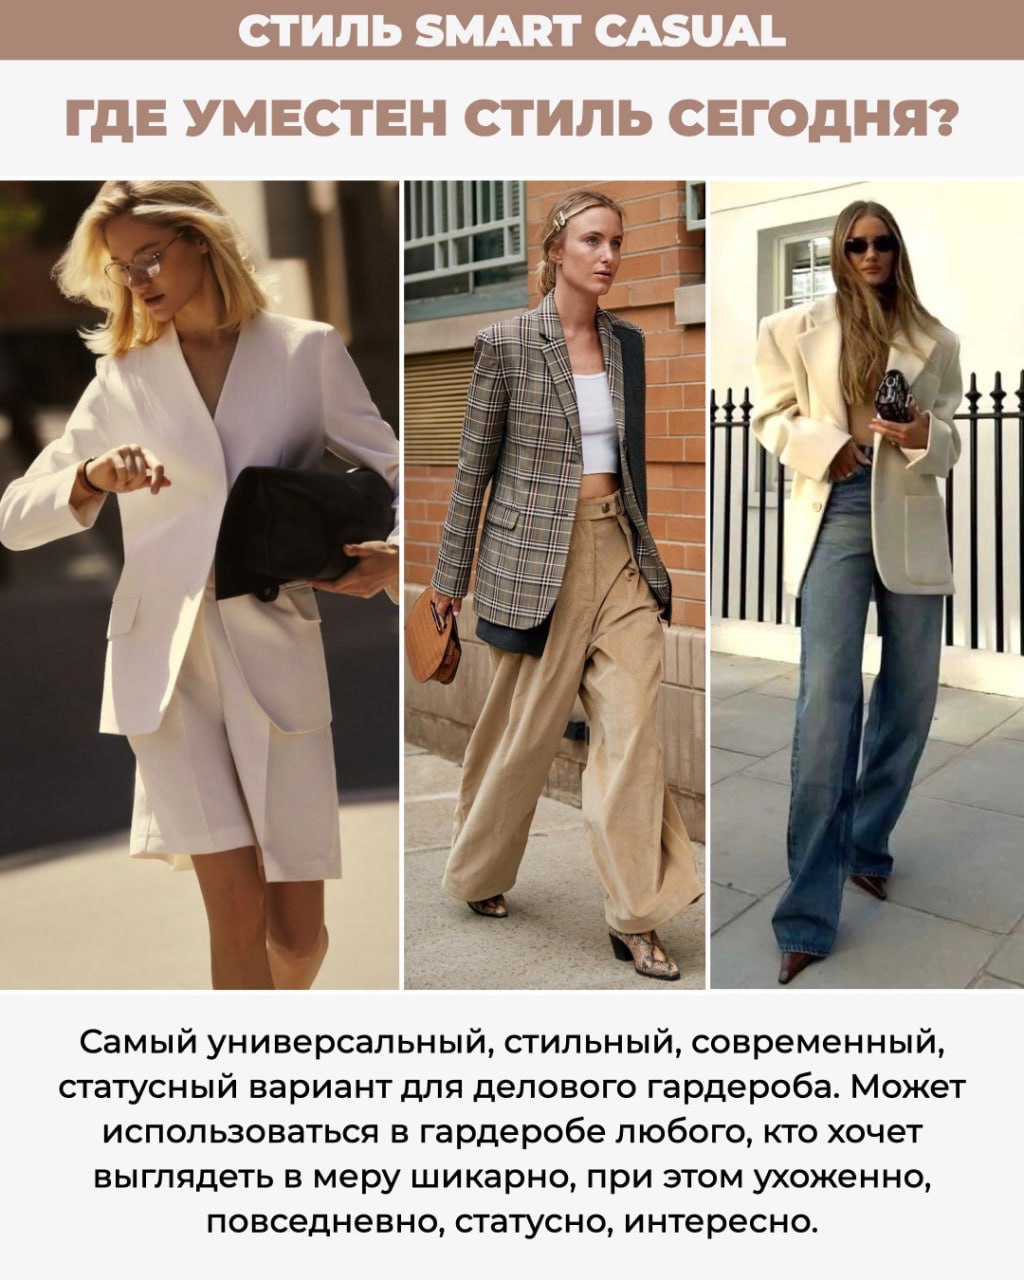 СТИЛЬ SMART CASUAL
ГДЕ УМЕСТЕН СТИЛЬ СЕГОДНЯ?
Самый универсальный, стильный, современный,
статусный вариант для делового гардероба. Может
использоваться в гардеробе любого, кто хочет
выглядеть в меру шикарно, при этом ухоженно,
повседневно, статусно, интересно.